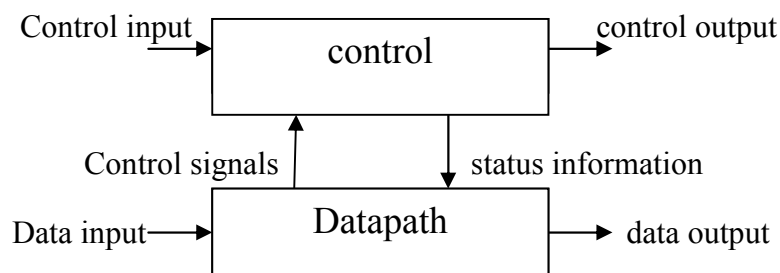 Control input
control
control output
Control signals
status information
Data input
Datapath
data output